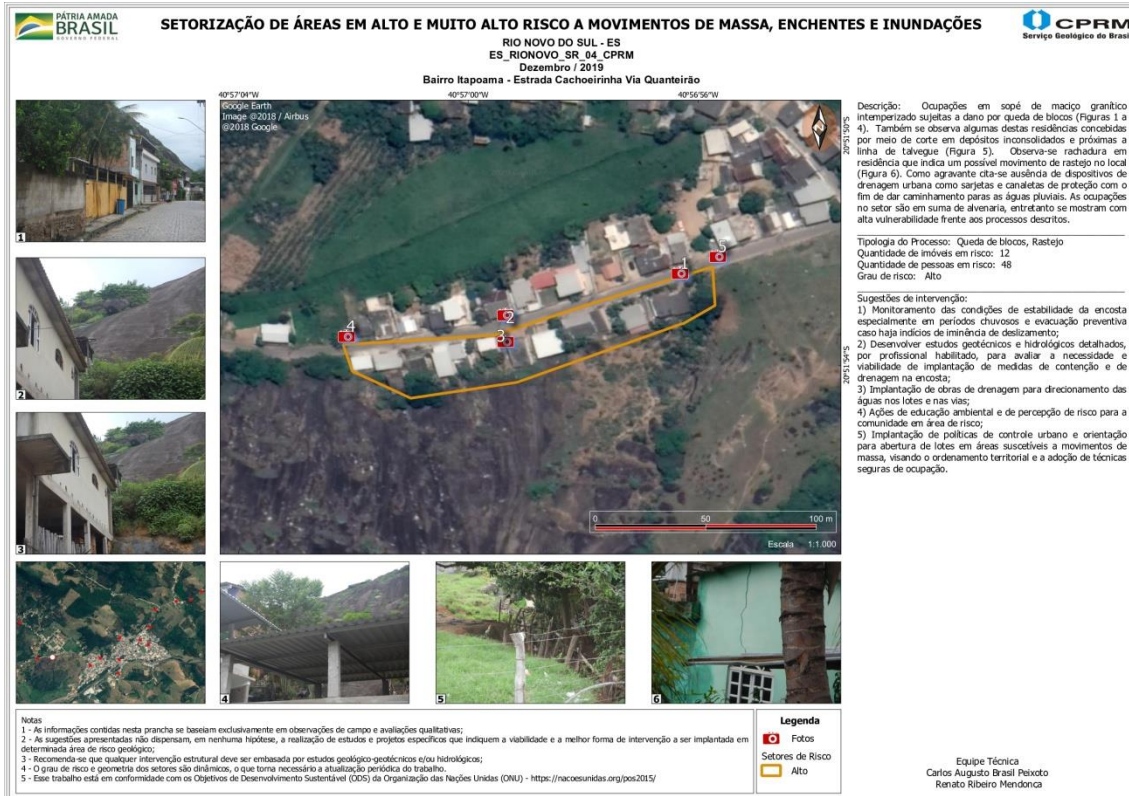 PÁTRIA AMADA
BRASIL
GOVERNO FEDERAL
SETORIZAÇÃO DE ÁREAS EM ALTO E MUITO ALTO RISCO A MOVIMENTOS DE MASSA, ENCHENTES E INUNDAÇÕES
RIO NOVO DO SUL - ES
ES_RIONOVO_SR_04_CPRM
Dezembro / 2019
Bairro Itapoama - Estrada Cachoeirinha Via Quanteirão
CPRM
Serviço Geológico do Brasil
40°57'04"W
40°57'00"W
40°56'56"W
Google Earth
Image @2018 / Airbus
@2018 Google
20°51'50"S
20°51'54"S
1
2
3
4
5
1
2
3
0
50
100 m
Escala 1:1.000
4
5
6
Descrição: Ocupações em sopé de maciço granítico
intemperizado sujeitas a dano por queda de blocos (Figuras 1 a
4). Também se observa algumas destas residências concebidas
por meio de corte em depósitos inconsolidados e próximas a
linha de talvegue (Figura 5). Observa-se rachadura em
residência que indica um possível movimento de rastejo no local
(Figura 6). Como agravante cita-se ausência de dispositivos de
drenagem urbana como sarjetas e canaletas de proteção com o
fim de dar caminhamento paras as águas pluviais. As ocupações
no setor são em suma de alvenaria, entretanto se mostram com
alta vulnerabilidade frente aos processos descritos.
Tipologia do Processo: Queda de blocos, Rastejo
Quantidade de imóveis em risco: 12
Quantidade de pessoas em risco: 48
Grau de risco: Alto
Sugestões de intervenção:
1) Monitoramento das condições de estabilidade da encosta
especialmente em períodos chuvosos e evacuação preventiva
caso haja indícios de iminência de deslizamento;
2) Desenvolver estudos geotécnicos e hidrológicos detalhados,
por profissional habilitado, para avaliar a necessidade e
viabilidade de implantação de medidas de contenção e de
drenagem na encosta;
3) Implantação de obras de drenagem para direcionamento das
águas nos lotes e nas vias;
4) Ações de educação ambiental e de percepção de risco para a
comunidade em área de risco;
5) Implantação de políticas de controle urbano e orientação
para abertura de lotes em áreas suscetíveis a movimentos de
massa, visando o ordenamento territorial e a adoção de técnicas
seguras de ocupação.
Notas
1 - As informações contidas nesta prancha se baseiam exclusivamente em observações de campo e avaliações qualitativas;
2 - As sugestões apresentadas não dispensam, em nenhuma hipótese, a realização de estudos e projetos específicos que indiquem a viabilidade e a melhor forma de intervenção a ser implantada em
determinada área de risco geológico;
3 - Recomenda-se que qualquer intervenção estrutural deve ser embasada por estudos geológico-geotécnicos e/ou hidrológicos;
4 - O grau de risco e geometria dos setores são dinâmicos, o que torna necessário a atualização periódica do trabalho.
5 - Esse trabalho está em conformidade com os Objetivos de Desenvolvimento Sustentável (ODS) da Organização das Nações Unidas (ONU) - https://nacoesunidas.org/pos2015/
Legenda
Fotos
Setores de Risco
Alto
Equipe Técnica
Carlos Augusto Brasil Peixoto
Renato Ribeiro Mendonca